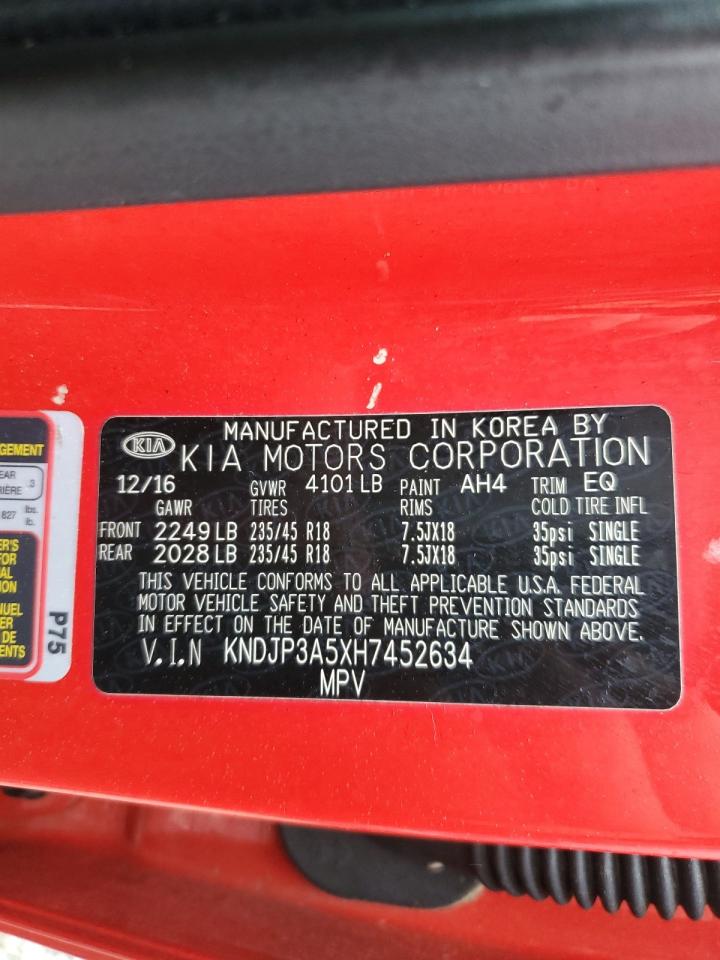 KIA
MANUFACTURED IN KOREA BY
KIA MOTORS CORPORATION
12/16 GVWR 4101 LB PAINT AH4 TRIM EQ
GAWR TIRES RIMS COLD TIRE INFL
FRONT 2249 LB 235/45 R18 7.5JX18 35psi SINGLE
REAR 2028 LB 235/45 R18 7.5JX18 35psi SINGLE
THIS VEHICLE CONFORMS TO ALL APPLICABLE U.S.A. FEDERAL
MOTOR VEHICLE SAFETY AND THEFT PREVENTION STANDARDS
IN EFFECT ON THE DATE OF MANUFACTURE SHOWN ABOVE.
V.I.N KNDJP3A5XH7452634
MPV
P75